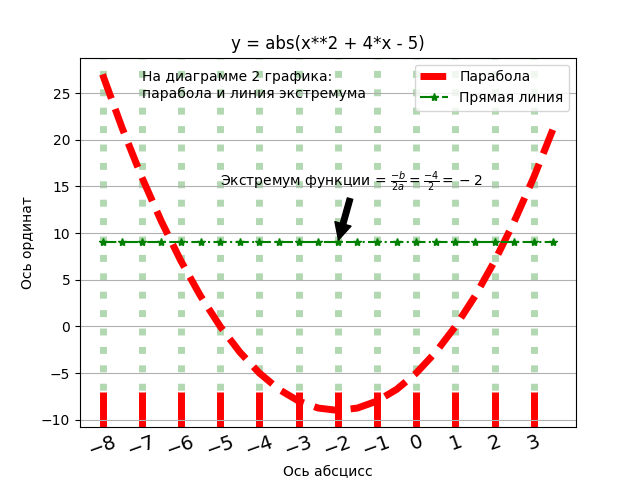 y = abs(x**2 + 4*x - 5)
На диаграмме 2 графика:
парабола и линия экстремума
Парабола
Прямая линия
Экстремум функции = \frac{-b}{2a} = \frac{-4}{2} = −2
Ось ординат
25
20
15
10
5
0
−5
−10
−8 −7 −6 −5 −4 −3 −2 −1 0 1 2 3
Ось абсцисс